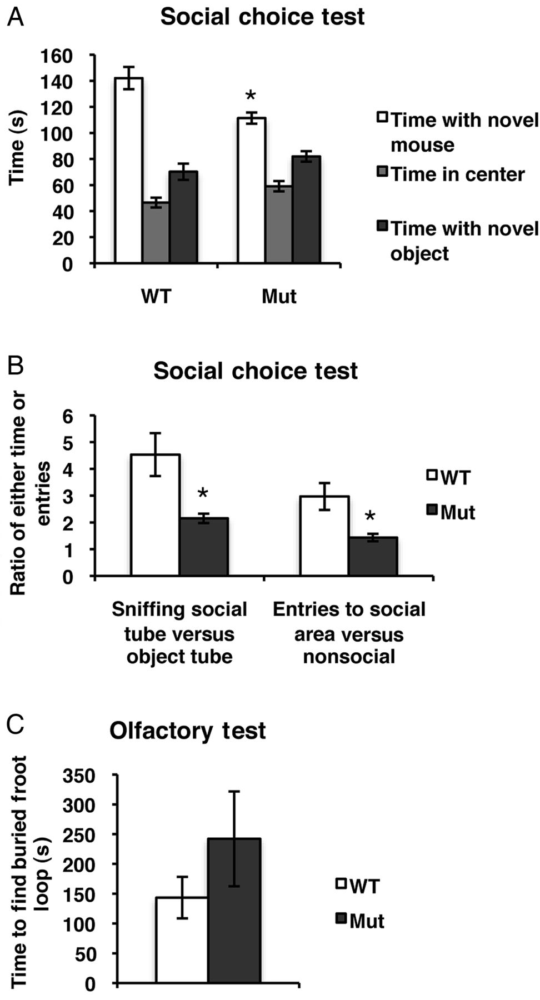 A
Social choice test
Time (s)
160
140
120
100
80
60
40
20
0
*
WT
Mut
Time with novel
mouse
Time in center
Time with novel
object
B
Social choice test
Ratio of either time or
entries
6
5
4
3
2
1
0
*
*
WT
Mut
Sniffing social
tube versus
object tube
Entries to social
area versus
nonsocial
C
Olfactory test
Time to find buried froot
loop (s)
350
300
250
200
150
100
50
0
WT
Mut